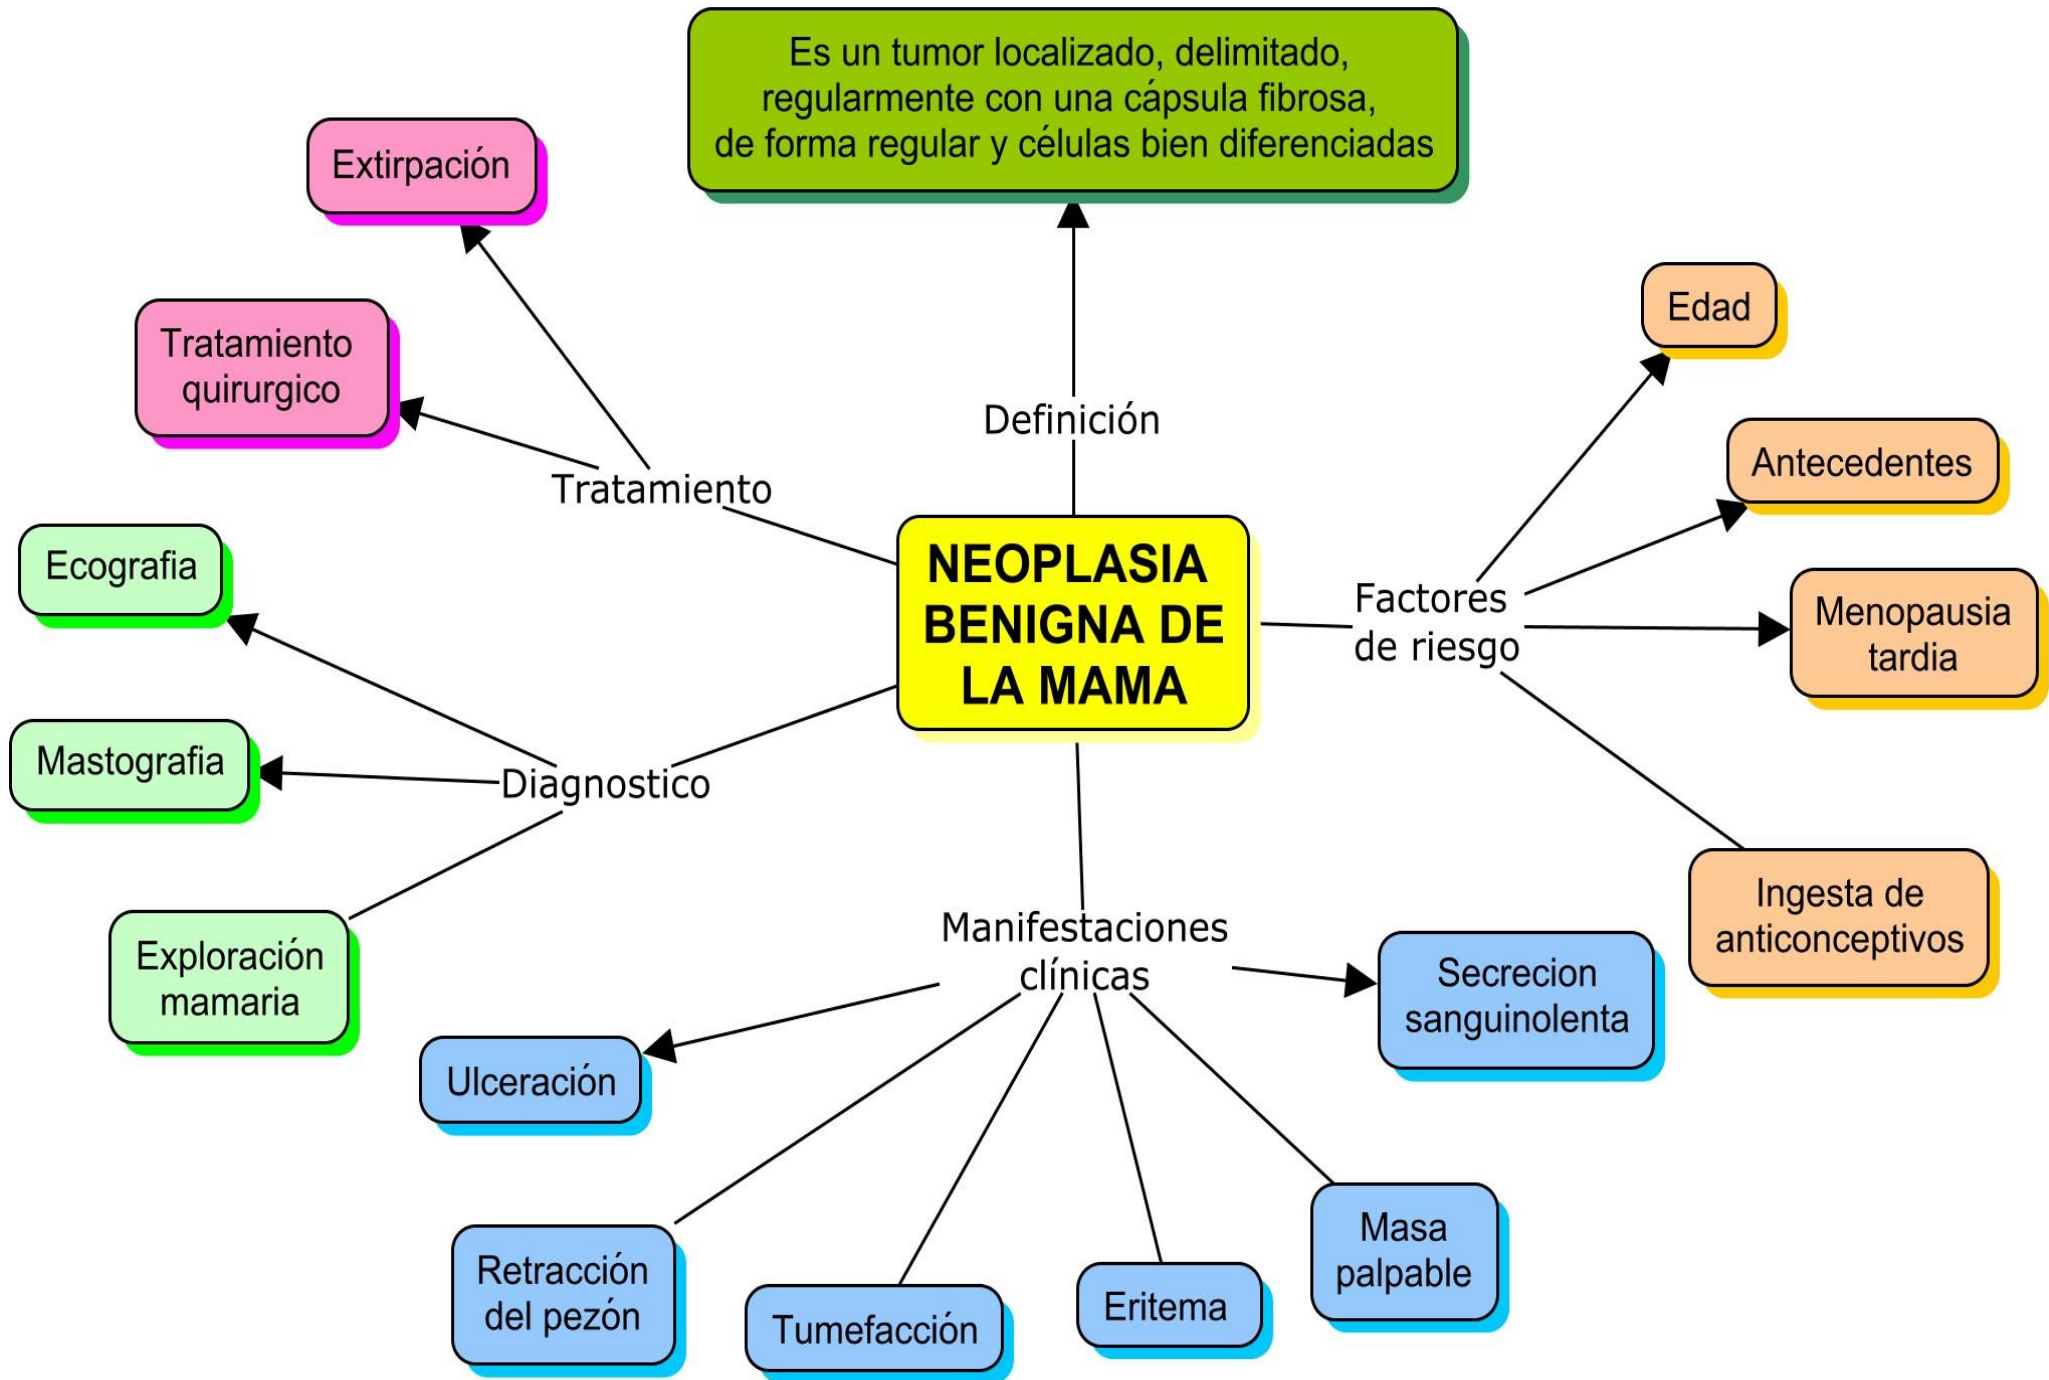 Es un tumor localizado, delimitado,
regularmente con una cápsula fibrosa,
de forma regular y células bien diferenciadas
Extirpación
Tratamiento
quirurgico
Tratamiento
Definición
Edad
Antecedentes
Menopausia
tardia
Factores
de riesgo
Ingesta de
anticonceptivos
NEOPLASIA
BENIGNA DE
LA MAMA
Ecografia
Mastografia
Diagnostico
Exploración
mamaria
Manifestaciones
clínicas
Secrecion
sanguinolenta
Ulceración
Retracción
del pezón
Tumefacción
Eritema
Masa
palpable